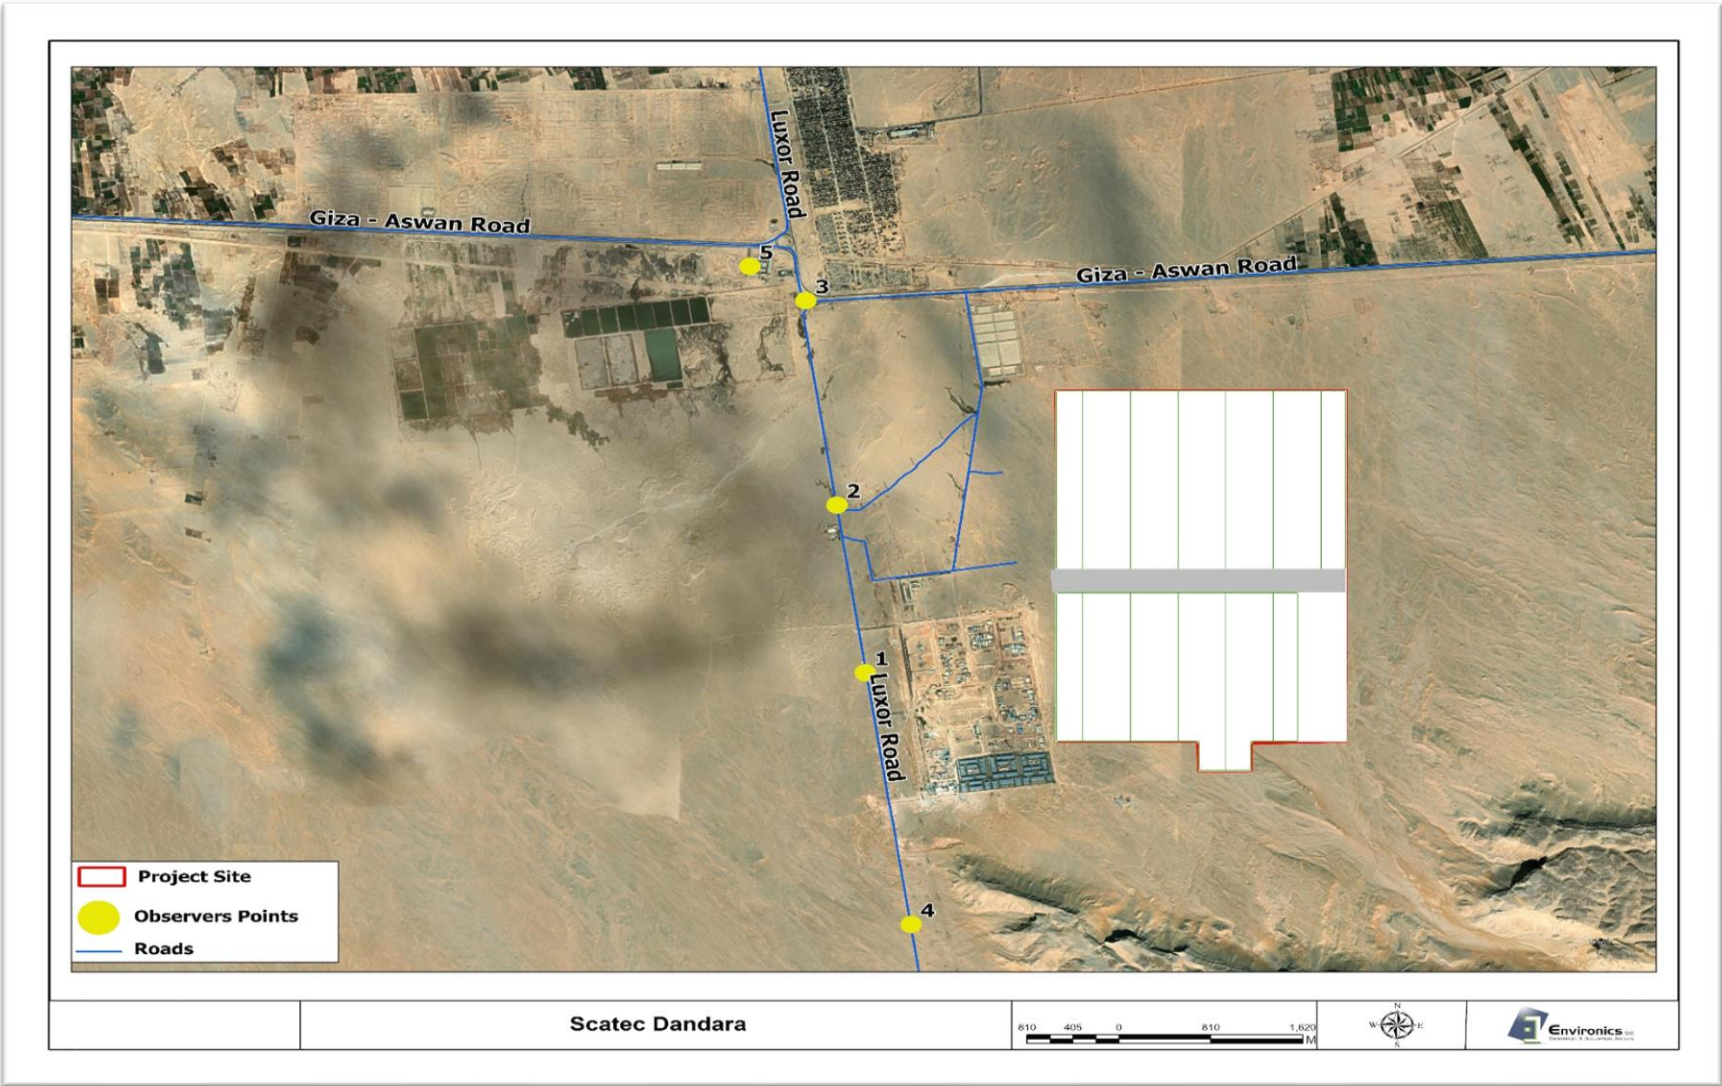 Luxor Road
Giza - Aswan Road
5
Giza - Aswan Road
3
2
1
Luxor Road
4
Project Site
Observers Points
Roads
Scatec Dandara
810 405 0 810 1,620
M
N
W E
S
Environics